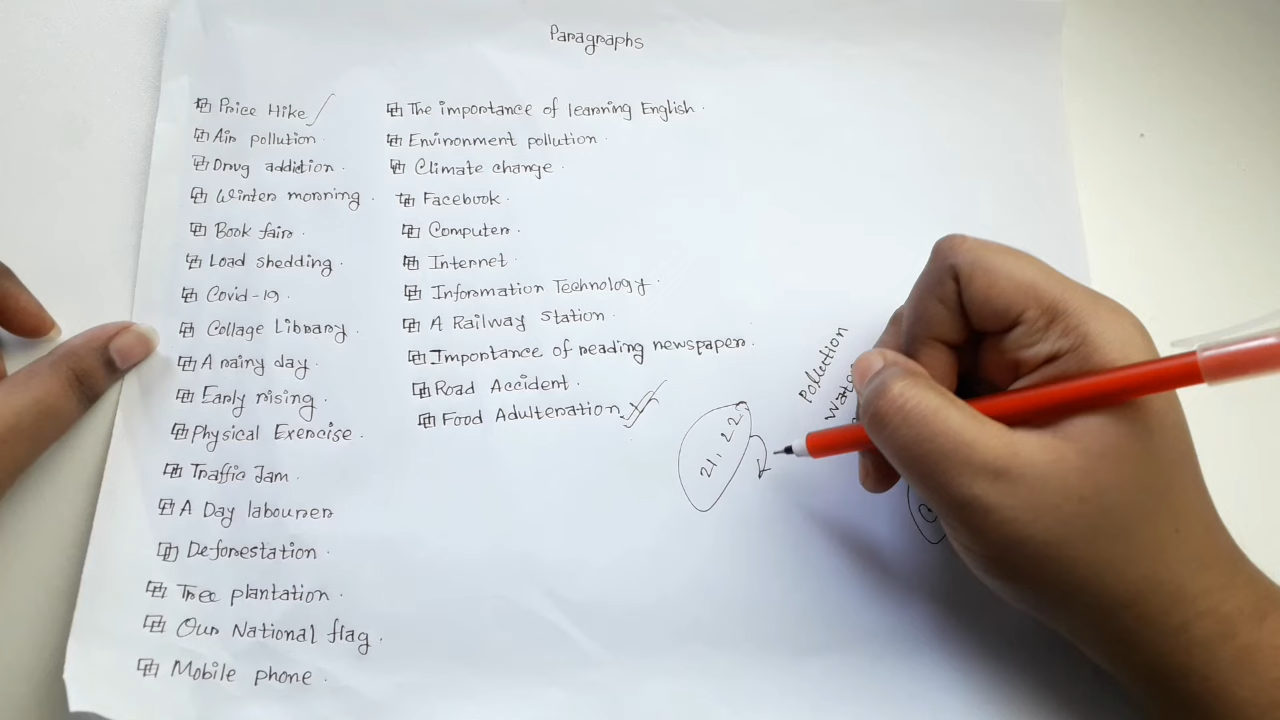 Paragraphs
Price Hike
Air pollution.
Drug addiction.
Winter morning.
Book fair.
Load shedding.
Covid-19.
Collage Library.
A rainy day.
Early rising.
Physical Exercise.
Traffic Jam.
A Day labourer
Deforestation.
Tree plantation.
Our National flag.
Mobile phone.
The importance of learning English.
Environment pollution.
Climate change.
Facebook.
Computer.
Internet.
Information Technology.
A Railway Station.
Importance of reading newspaper.
Road Accident.
Food Adulteration
21, 22
Pollution